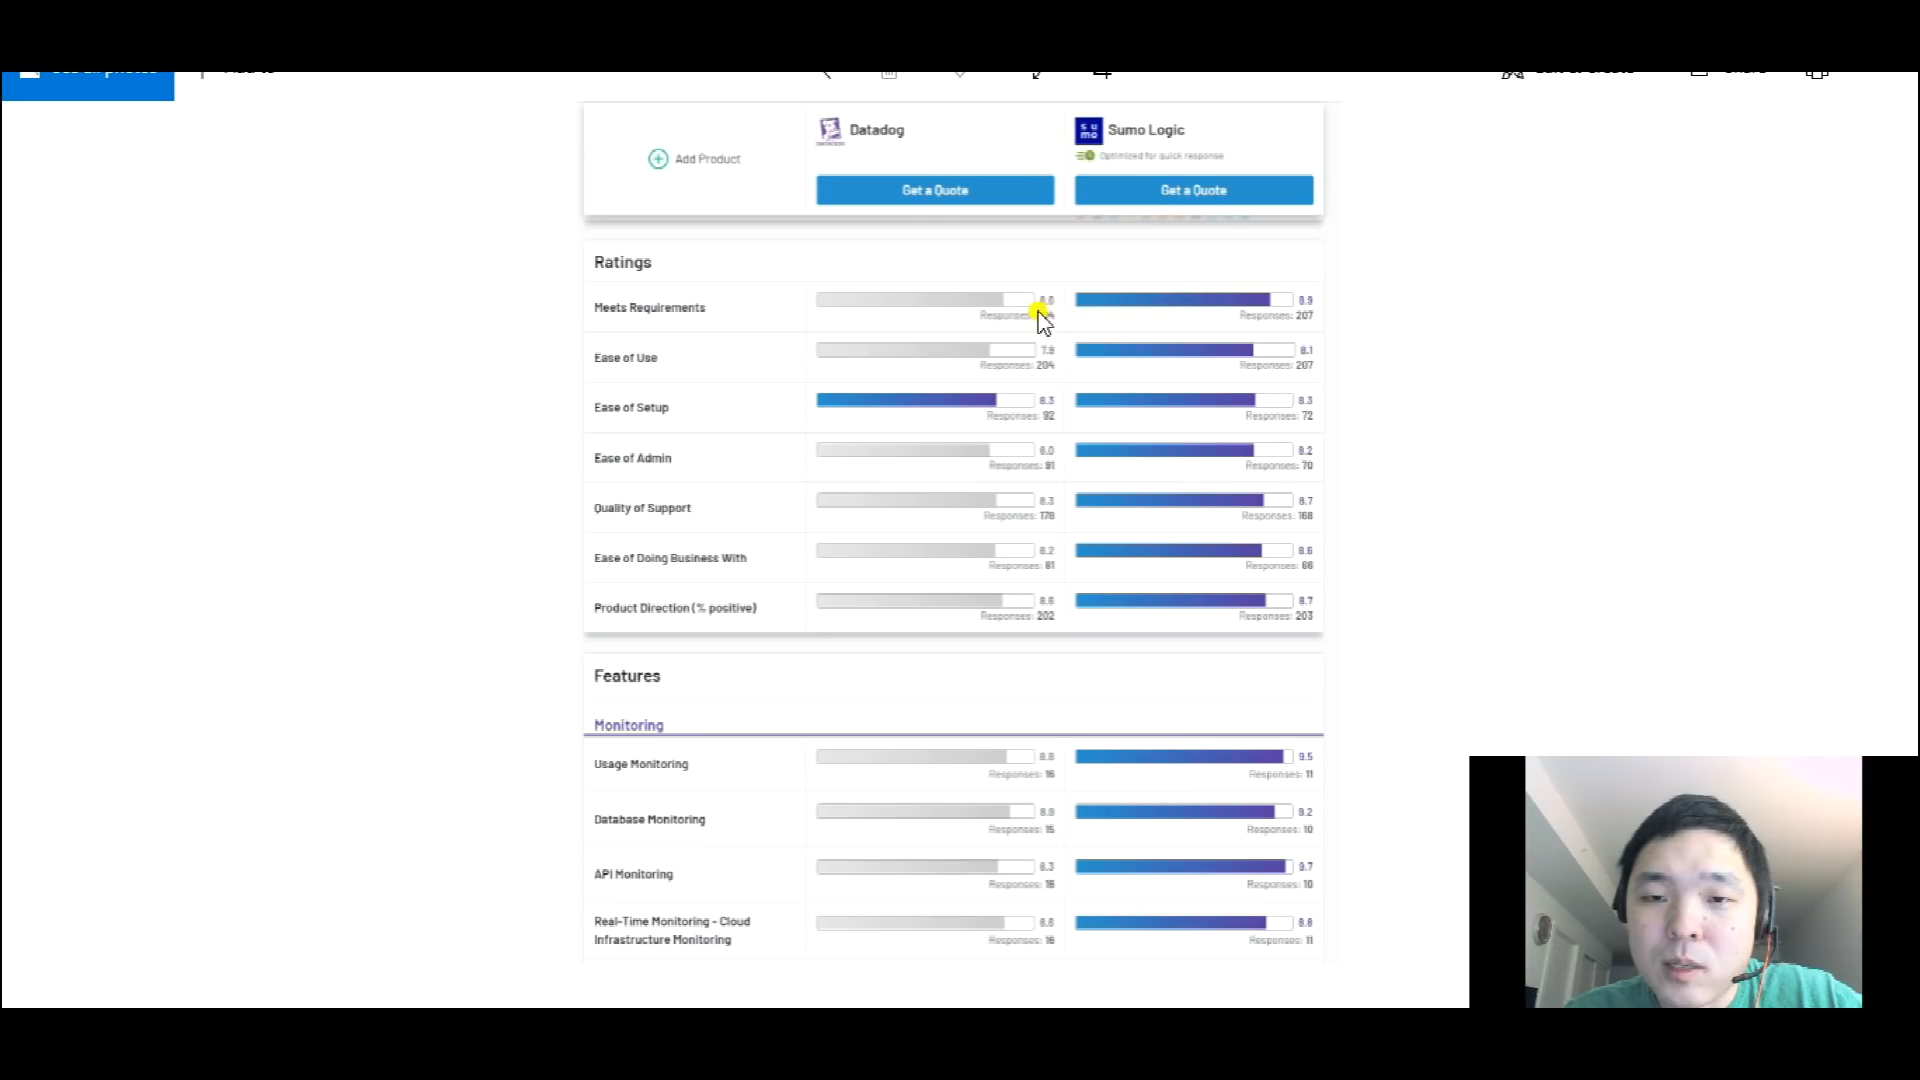 Add Product
Datadog
Get a Quote
Sumo Logic
Optimized for quick response
Get a Quote
Ratings
Meets Requirements
8.6
Responses:
8.9
Responses: 207
Ease of Use
7.9
Responses: 204
8.1
Responses: 207
Ease of Setup
8.3
Responses: 92
8.3
Responses: 72
Ease of Admin
8.0
Responses: 91
8.2
Responses: 70
Quality of Support
8.3
Responses: 178
8.7
Responses: 168
Ease of Doing Business With
8.2
Responses: 81
8.6
Responses: 66
Product Direction (% positive)
8.6
Responses: 202
8.7
Responses: 203
Features
Monitoring
Usage Monitoring
8.8
Responses: 16
9.5
Responses: 11
Database Monitoring
8.9
Responses: 15
9.2
Responses: 10
API Monitoring
8.3
Responses: 16
9.7
Responses: 10
Real-Time Monitoring - Cloud
Infrastructure Monitoring
8.6
Responses: 16
8.8
Responses: 11